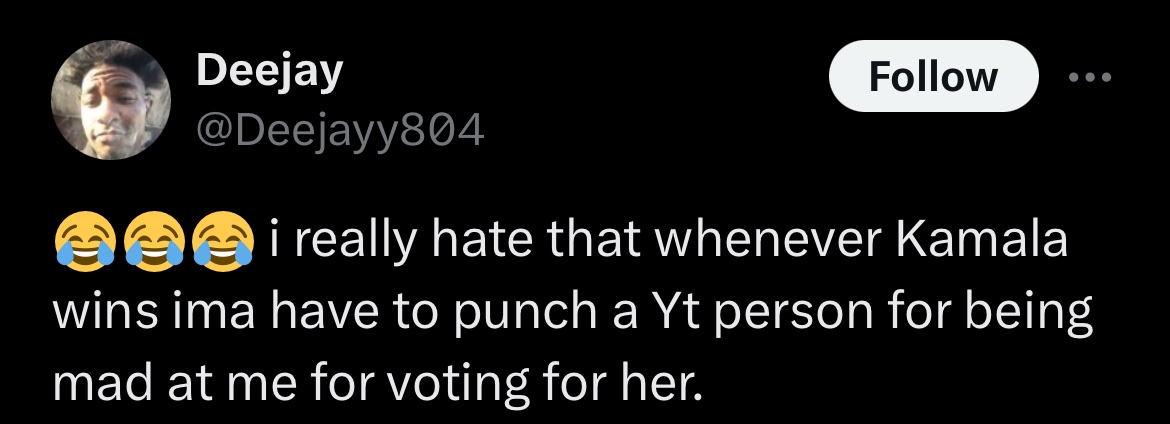 Deejay
Follow
@Deejayy804
😂😂😂 i really hate that whenever Kamala
wins ima have to punch a Yt person for being
mad at me for voting for her.